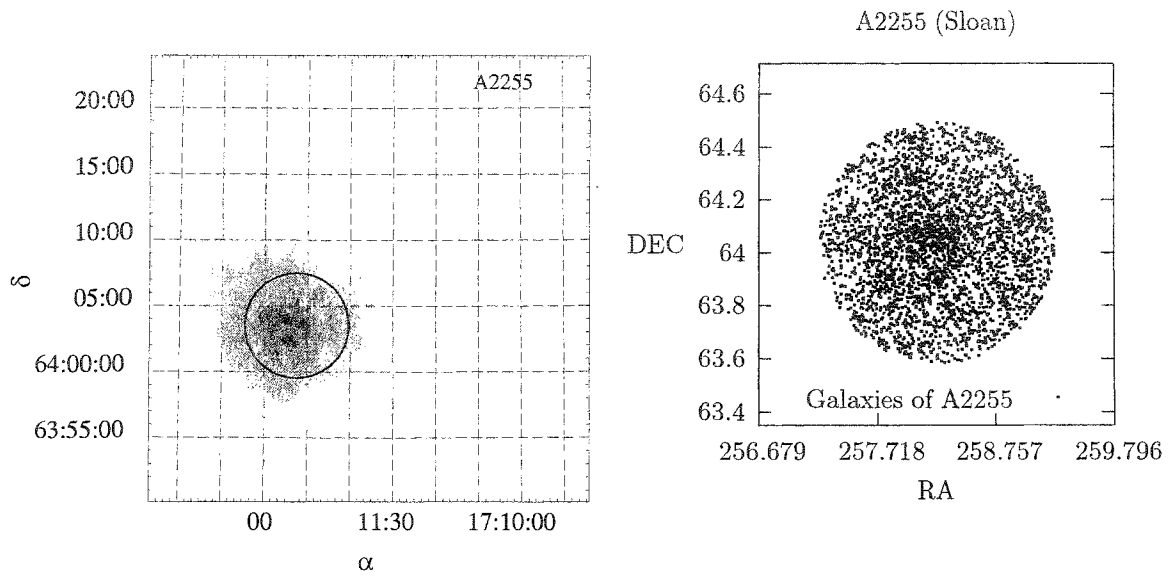 A2255
20:00
15:00
10:00
05:00
64:00:00
63:55:00
δ
00 11:30 17:10:00
α
A2255 (Sloan)
64.6
64.4
64.2
64
63.8
63.6
63.4
DEC
Galaxies of A2255
256.679 257.718 258.757 259.796
RA